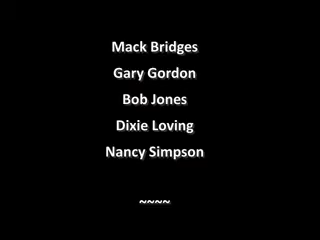 Mack Bridges
Gary Gordon
Bob Jones
Dixie Loving
Nancy Simpson
~~~~